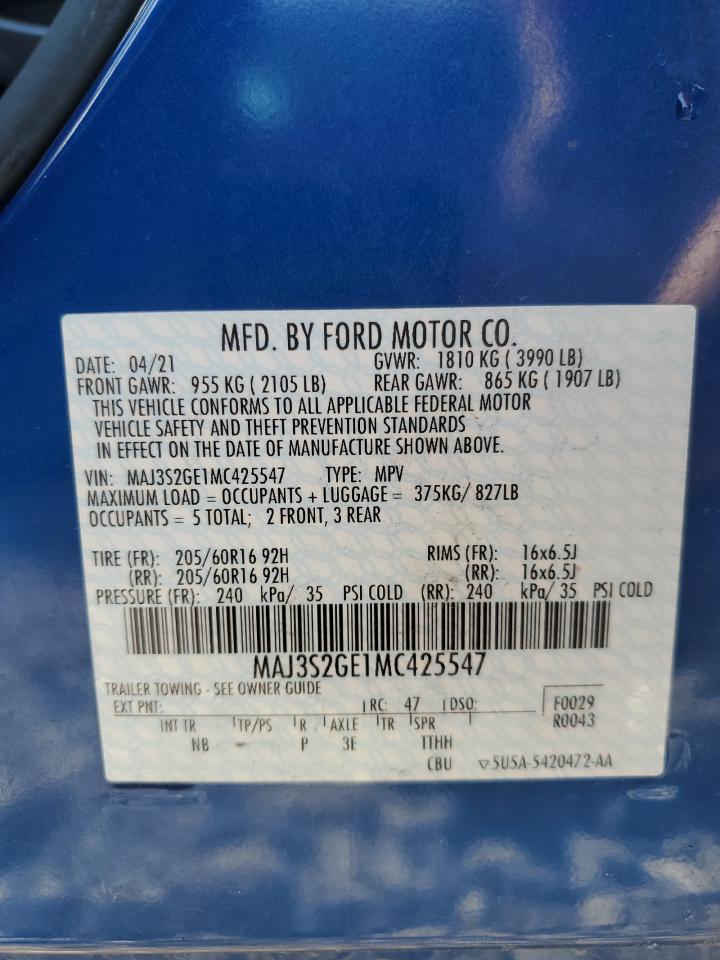 MFD. BY FORD MOTOR CO.
DATE: 04/21 GVWR: 1810 KG ( 3990 LB)
FRONT GAWR: 955 KG ( 2105 LB) REAR GAWR: 865 KG ( 1907 LB)
THIS VEHICLE CONFORMS TO ALL APPLICABLE FEDERAL MOTOR
VEHICLE SAFETY AND THEFT PREVENTION STANDARDS
IN EFFECT ON THE DATE OF MANUFACTURE SHOWN ABOVE.
VIN: MAJ3S2GE1MC425547 TYPE: MPV
MAXIMUM LOAD = OCCUPANTS + LUGGAGE = 375KG/ 827LB
OCCUPANTS = 5 TOTAL; 2 FRONT, 3 REAR
TIRE (FR): 205/60R16 92H RIMS (FR): 16x6.5J
(RR): 205/60R16 92H (RR): 16x6.5J
PRESSURE (FR): 240 kPa/ 35 PSI COLD (RR): 240 kPa/ 35 PSI COLD
MAJ3S2GE1MC425547
TRAILER TOWING - SEE OWNER GUIDE
EXT PNT: RC: 47 DSO: F0029
INT TR TP/PS R AXLE TR SPR R0043
NB - P 3E TTHH
CBU ▽5U5A-5420472-AA